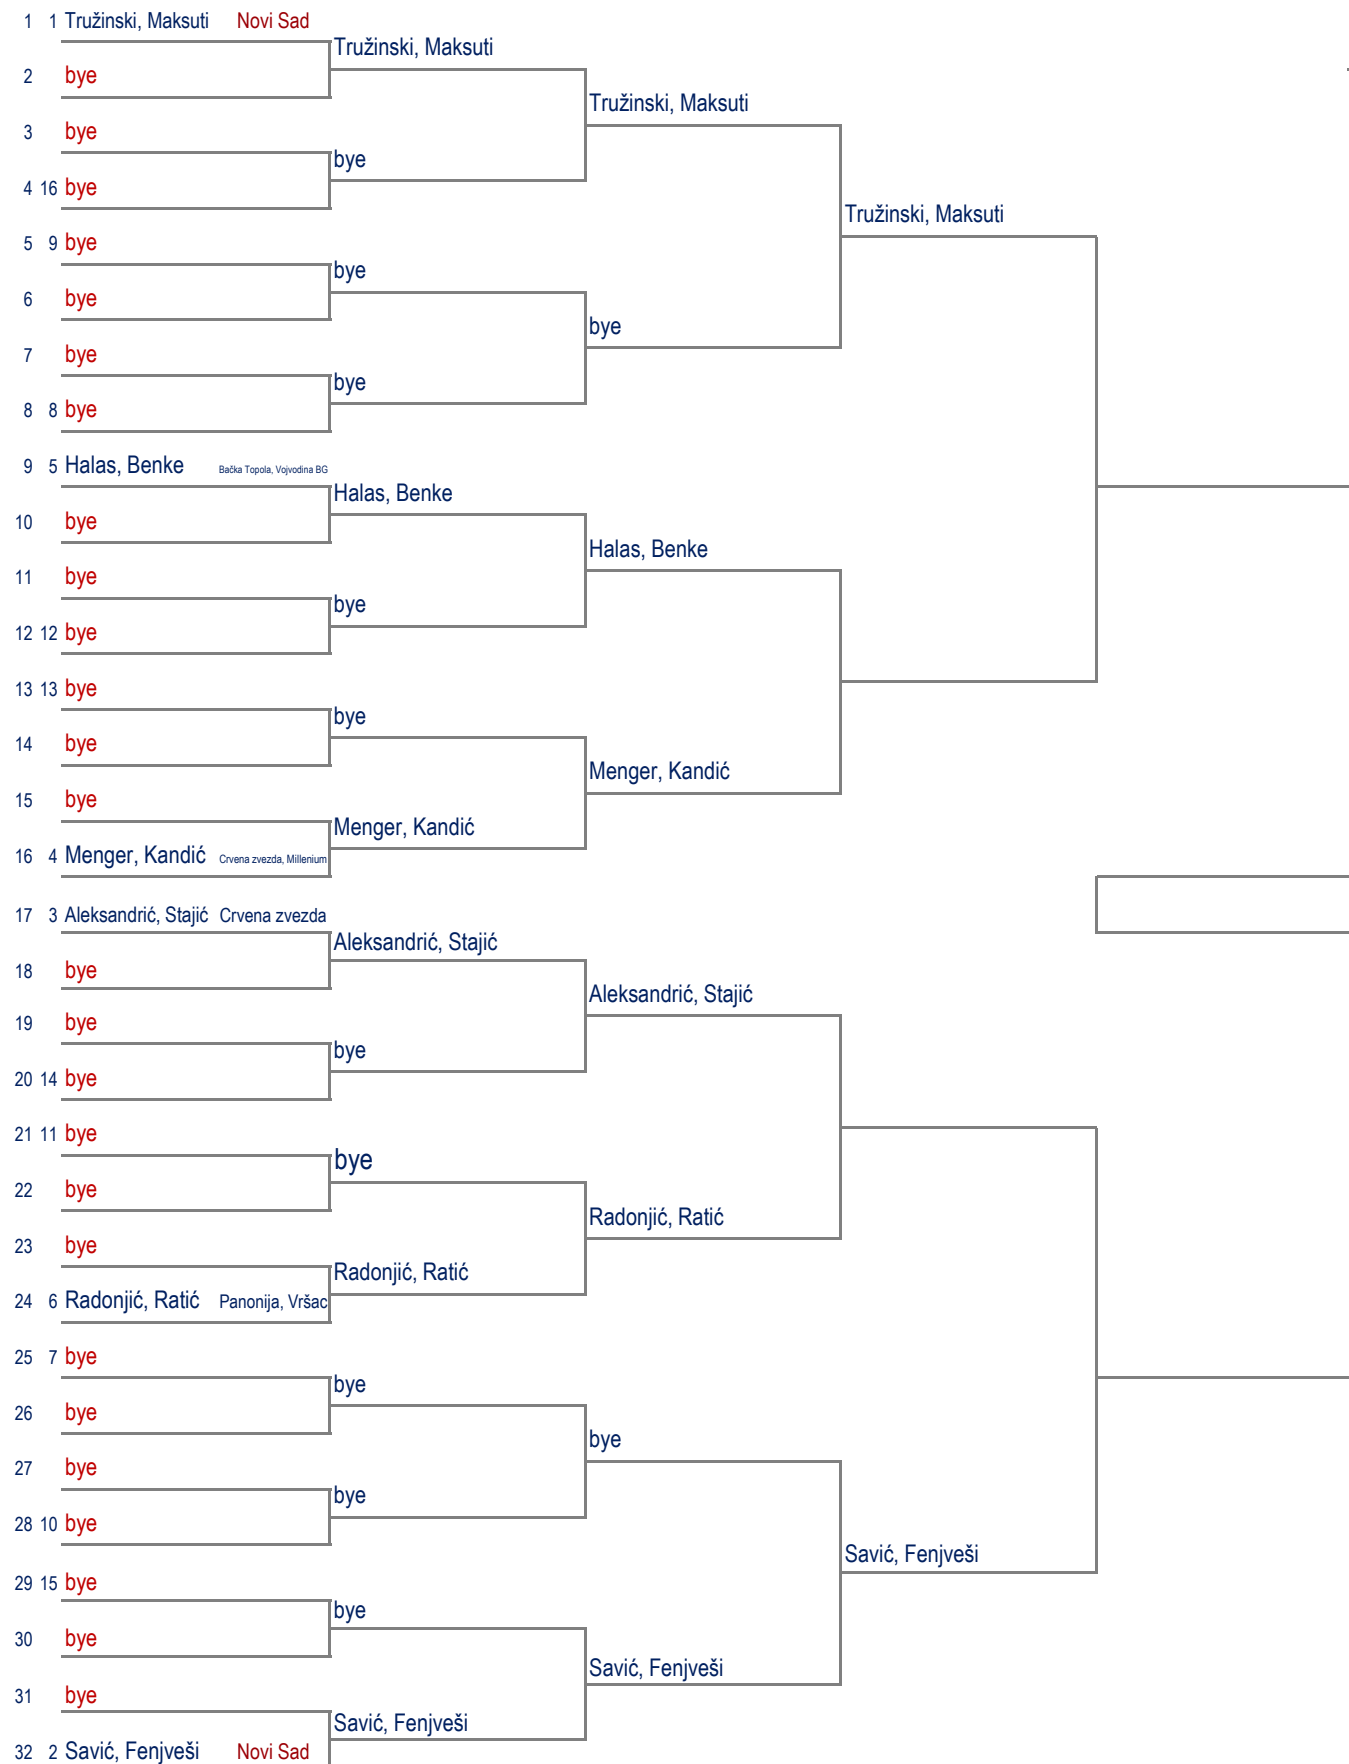 1 1 Tružinski, Maksuti Novi Sad
Tružinski, Maksuti
2 bye
Tružinski, Maksuti
3 bye
bye
4 16 bye
Tružinski, Maksuti
5 9 bye
bye
6 bye
bye
7 bye
bye
8 8 bye
9 5 Halas, Benke Bačka Topola, Vojvodina BG
Halas, Benke
10 bye
Halas, Benke
11 bye
bye
12 12 bye
13 13 bye
bye
14 bye
Menger, Kandić
15 bye
Menger, Kandić
16 4 Menger, Kandić Crvena zvezda, Millenium
17 3 Aleksandrić, Stajić Crvena zvezda
Aleksandrić, Stajić
18 bye
Aleksandrić, Stajić
19 bye
bye
20 14 bye
21 11 bye
bye
22 bye
Radonjić, Ratić
23 bye
Radonjić, Ratić
24 6 Radonjić, Ratić Panonija, Vršac
25 7 bye
bye
26 bye
bye
27 bye
bye
28 10 bye
Savić, Fenjveši
29 15 bye
bye
30 bye
Savić, Fenjveši
31 bye
Savić, Fenjveši
32 2 Savić, Fenjveši Novi Sad